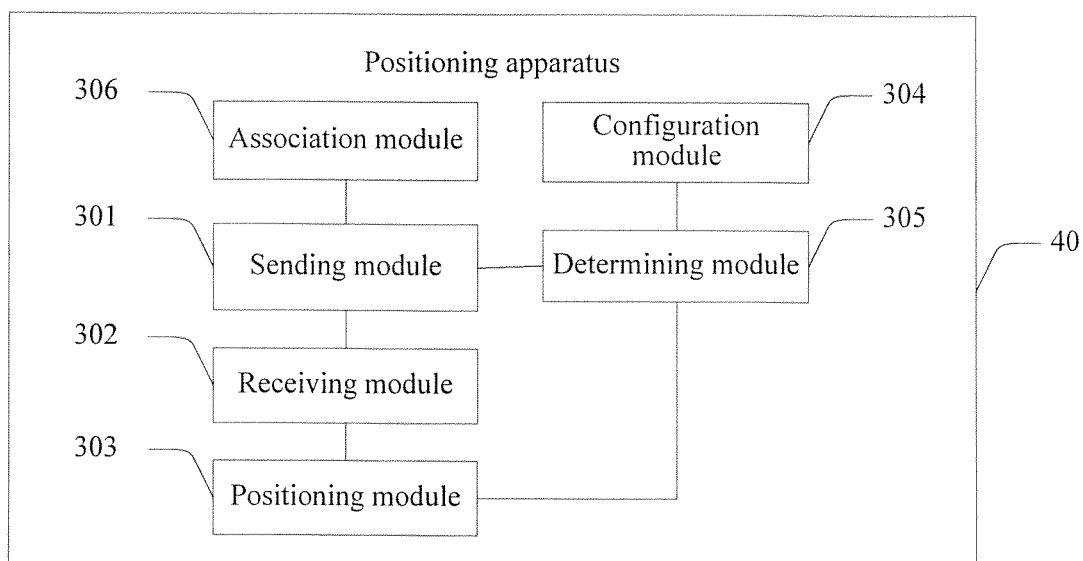 Positioning apparatus
306
Association module
304
Configuration
module
301
Sending module
305
Determining module
40
302
Receiving module
303
Positioning module